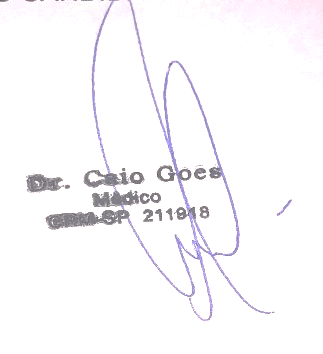 Dr. Caio Goes
Médico
CRM-SP 211918